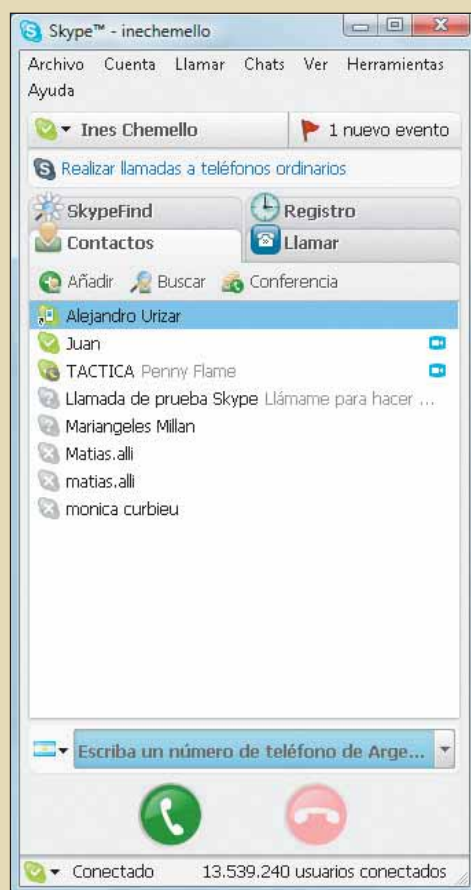 Skype™ - inechemello
Archivo Cuenta Llamar Chats Ver Herramientas
Ayuda
Ines Chemello 1 nuevo evento
Realizar llamadas a teléfonos ordinarios
SkypeFind Registro
Contactos Llamar
Añadir Buscar Conferencia
Alejandro Urizar
Juan
TACTICA Penny Flame
Llamada de prueba Skype Llámame para hacer ...
Mariangeles Millan
Matias.alli
matias.alli
monica curbieu
Escriba un número de teléfono de Arge...
Conectado 13.539.240 usuarios conectados